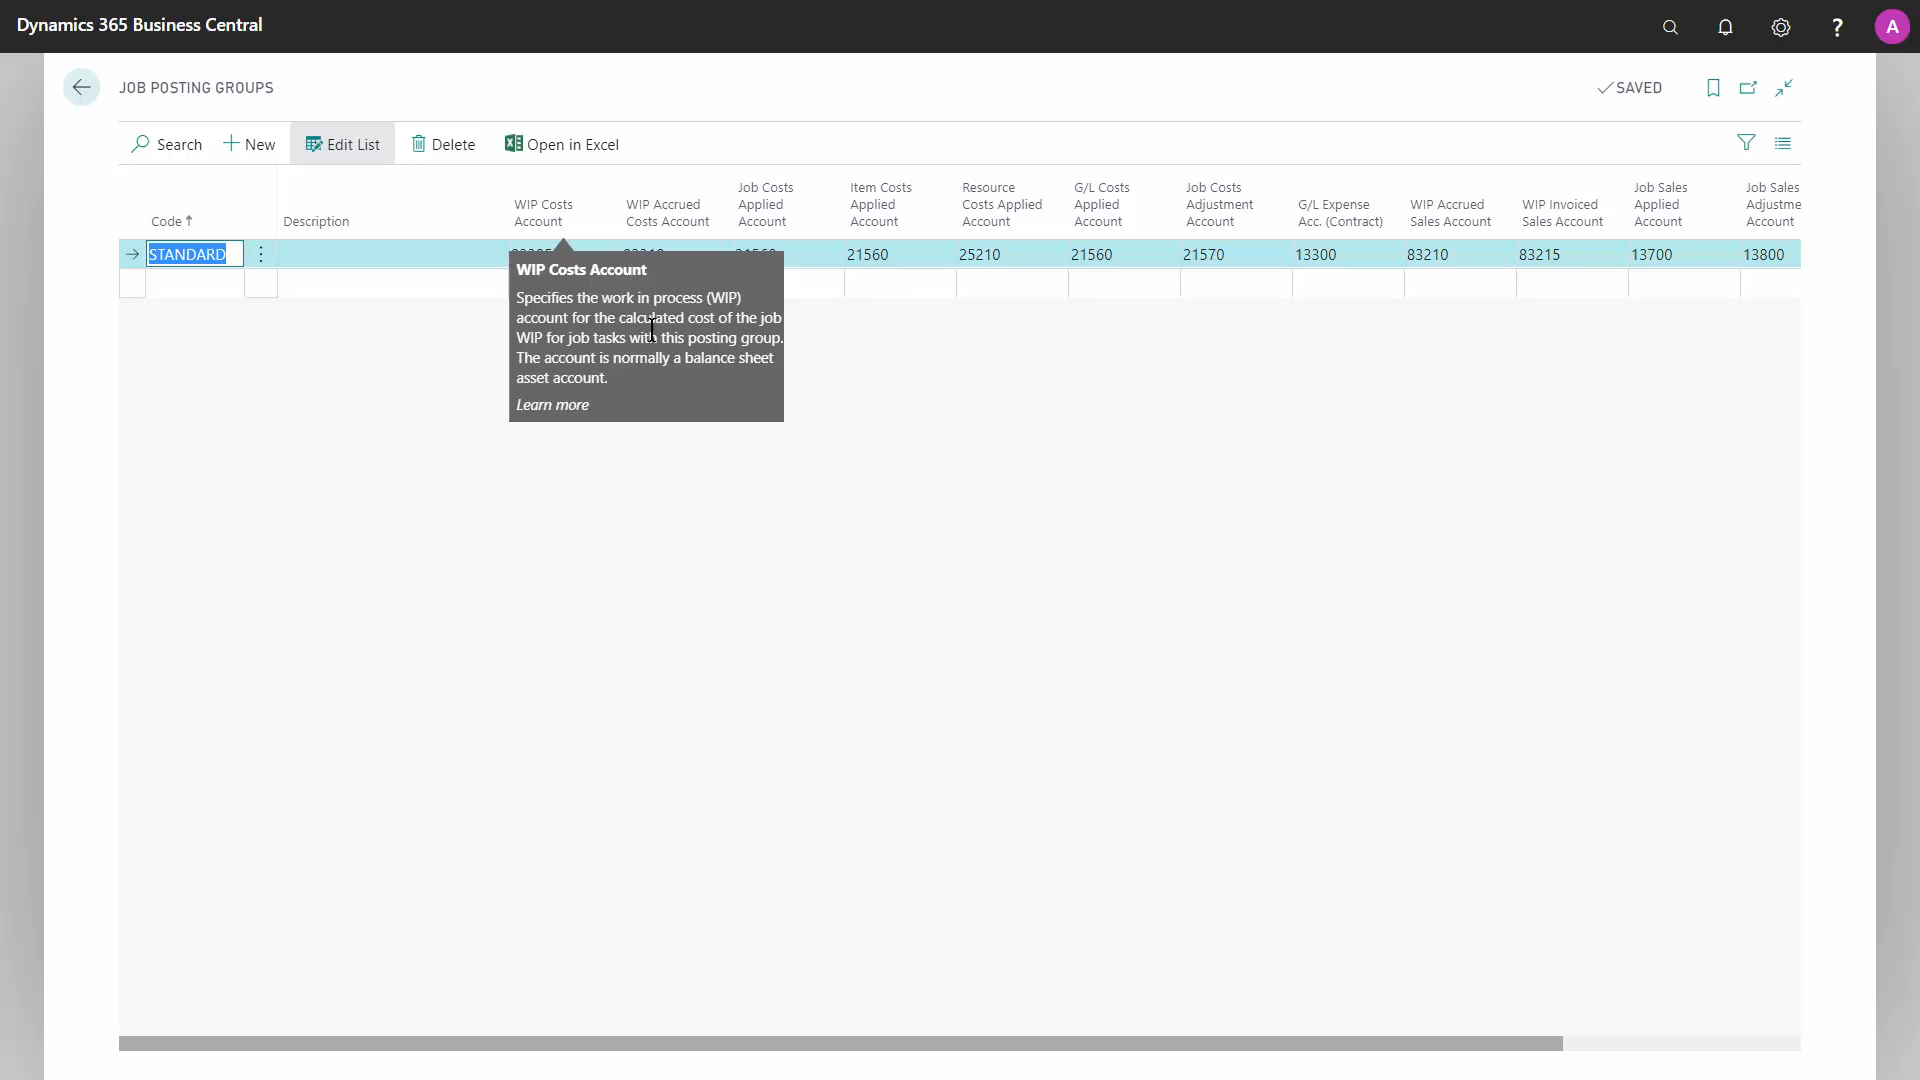 Dynamics 365 Business Central
?
A
JOB POSTING GROUPS
SAVED
Search
New
Edit List
Delete
Open in Excel
Code ↑
Description
WIP Costs
Account
WIP Accrued
Costs Account
Job Costs
Applied
Account
Item Costs
Applied
Account
Resource
Costs Applied
Account
G/L Costs
Applied
Account
Job Costs
Adjustment
Account
G/L Expense
Acc. (Contract)
WIP Accrued
Sales Account
WIP Invoiced
Sales Account
Job Sales
Applied
Account
Job Sales
Adjustme
Account
STANDARD
21560
25210
21560
21570
13300
83210
83215
13700
13800
WIP Costs Account
Specifies the work in process (WIP)
account for the calculated cost of the job
WIP for job tasks with this posting group.
The account is normally a balance sheet
asset account.
Learn more